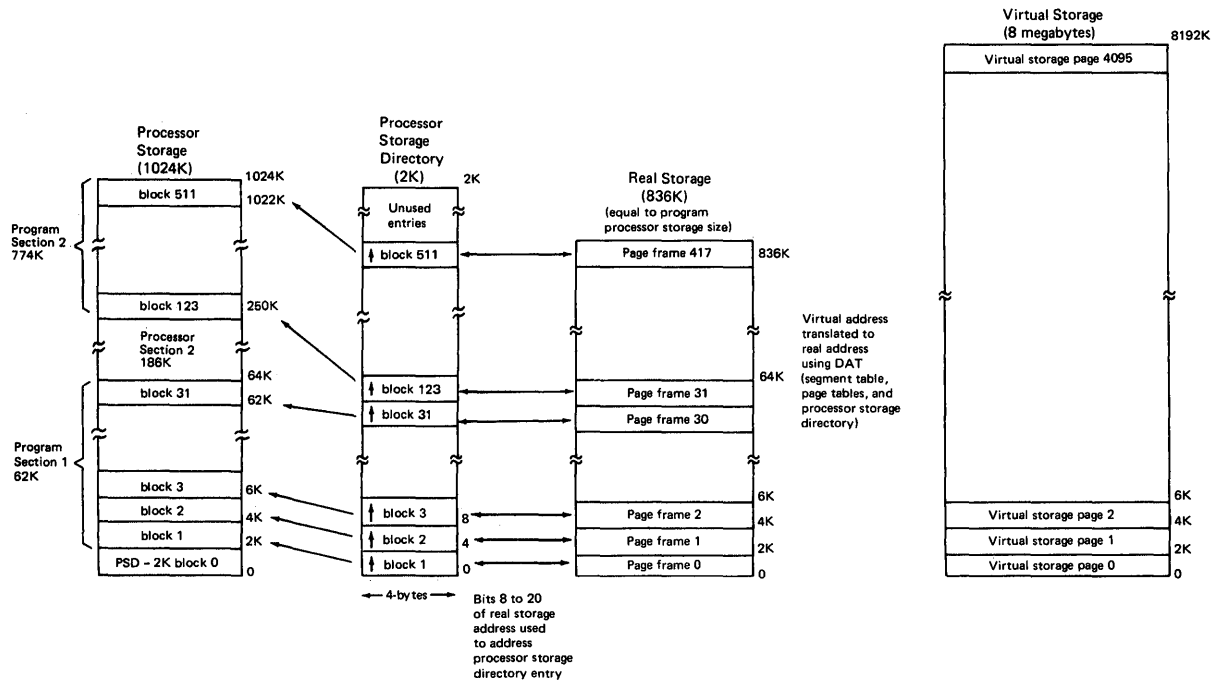 Processor
Storage
(1024K)
1024K
block 511
1022K
Program
Section 2
774K
block 123
250K
Processor
Section 2
186K
64K
block 31
62K
Program
Section 1
62K
block 3
6K
block 2
4K
block 1
2K
PSD – 2K block 0
0
Processor
Storage
Directory
(2K)
2K
Unused
entries
block 511
block 123
block 31
block 3
8
block 2
4
block 1
0
4-bytes
Bits 8 to 20
of real storage
address used
to address
processor storage
directory entry
Real Storage
(836K)
(equal to program
processor storage size)
Page frame 417
836K
64K
Page frame 31
Page frame 30
6K
Page frame 2
4K
Page frame 1
2K
Page frame 0
0
Virtual address
translated to
real address
using DAT
(segment table,
page tables, and
processor storage
directory)
Virtual Storage
(8 megabytes)
8192K
Virtual storage page 4095
6K
Virtual storage page 2
4K
Virtual storage page 1
2K
Virtual storage page 0
0